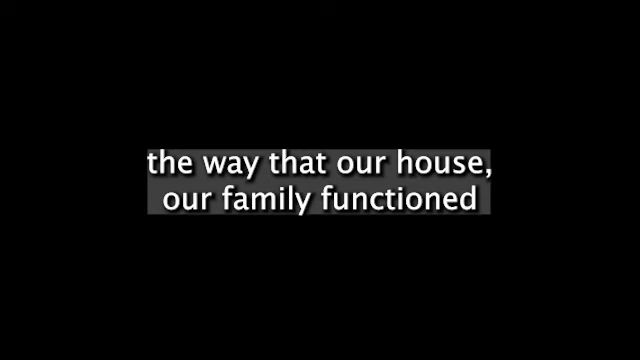 the way that our house,
our family functioned